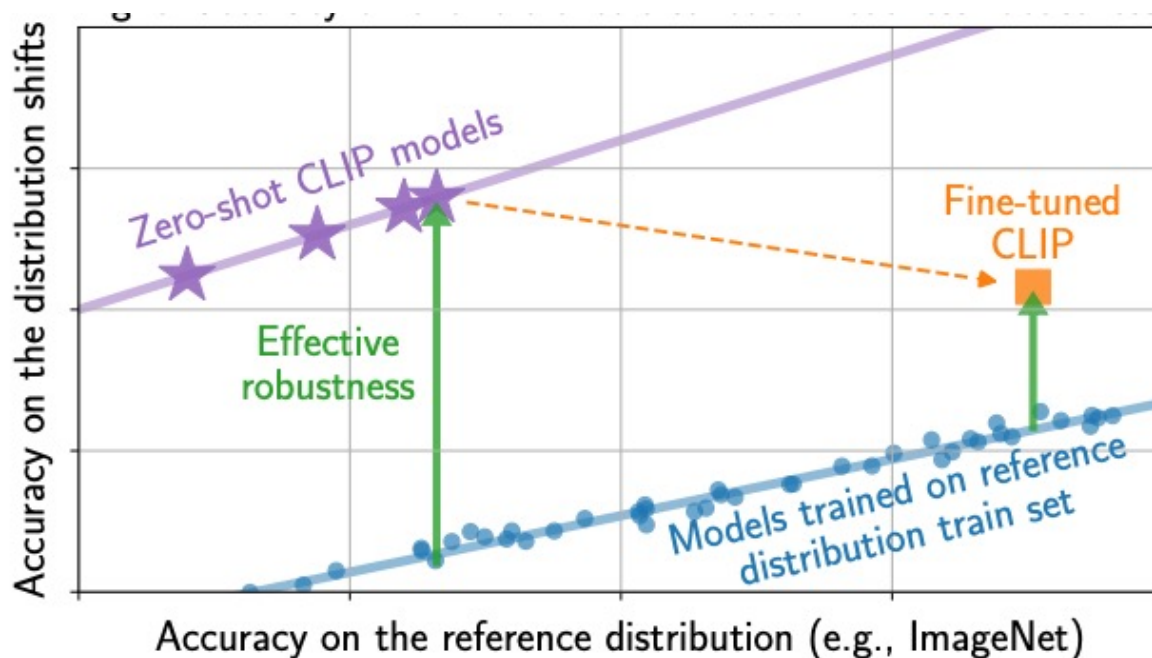 Accuracy on the distribution shifts
Zero-shot CLIP models
Fine-tuned
CLIP
Effective
robustness
Models trained on reference
distribution train set
Accuracy on the reference distribution (e.g., ImageNet)